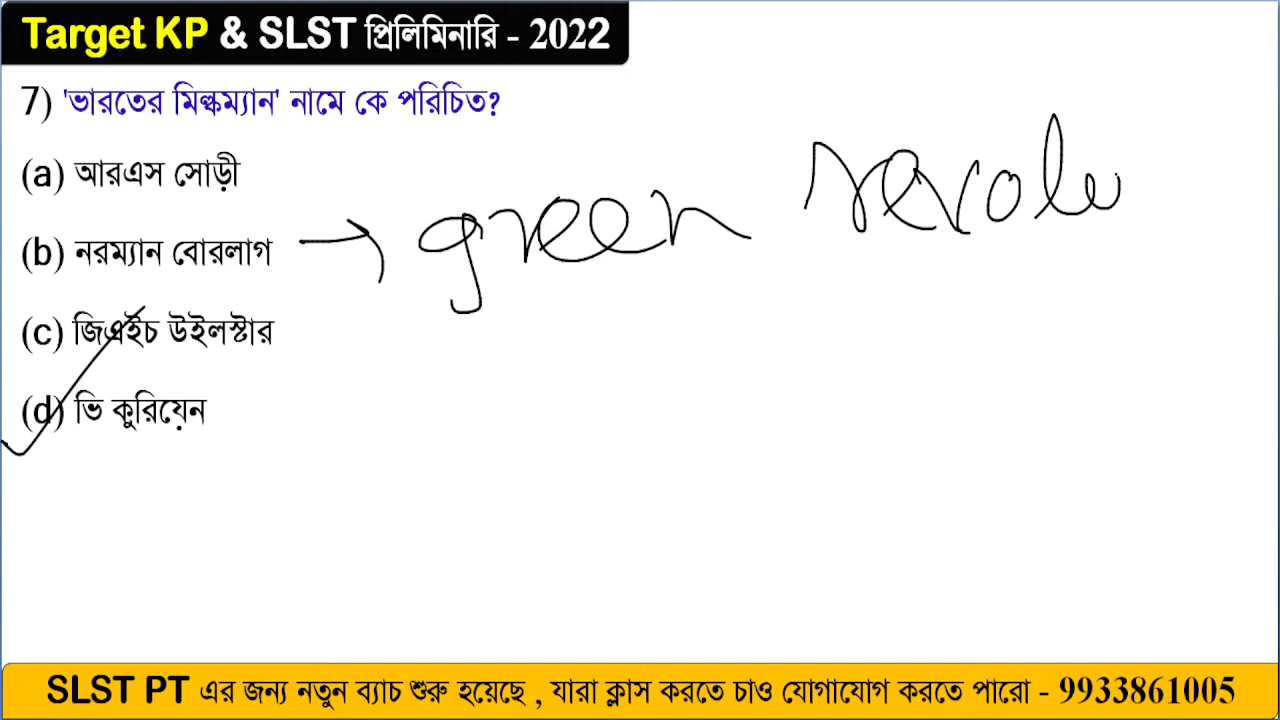 Target KP & SLST প্রিলিমিনারি - 2022
7) 'ভারতের মিল্কম্যান' নামে কে পরিচিত?
(a) আরএস সোড়ী
(b) নরম্যান বোরলাগ → green revolu
(c) জিএইচ উইলস্টার
(d) ভি কুরিয়েন
SLST PT এর জন্য নতুন ব্যাচ শুরু হয়েছে , যারা ক্লাস করতে চাও যোগাযোগ করতে পারো - 9933861005